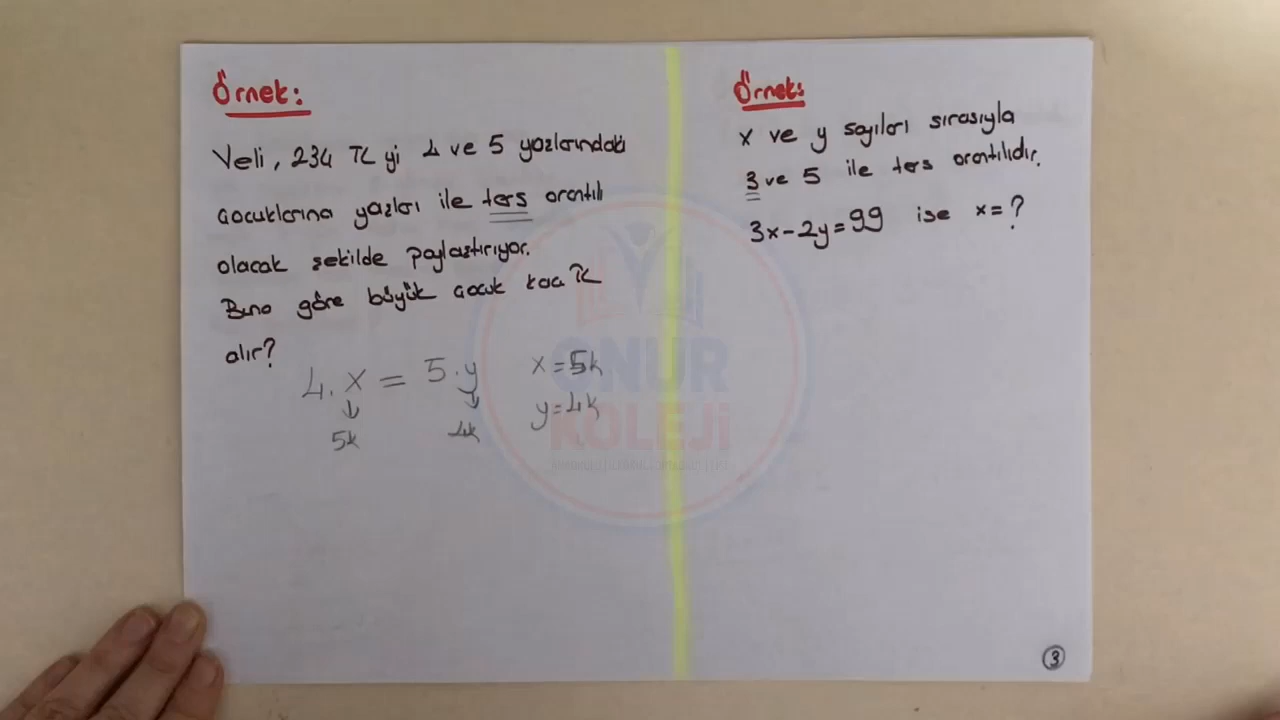 Örnek:
Veli, 234 TL yi 4 ve 5 yaşlarındaki
çocuklarına yaşları ile ters orantılı
olacak şekilde paylaştırıyor.
Buna göre büyük çocuk kaç TL
alır?
4.x = 5.y
5k 4k
x=5k
y=4k
Örnek:
x ve y sayıları sırasıyla
3 ve 5 ile ters orantılıdır.
3x-2y=99 ise x=?
ONUR
KOLEJİ
3